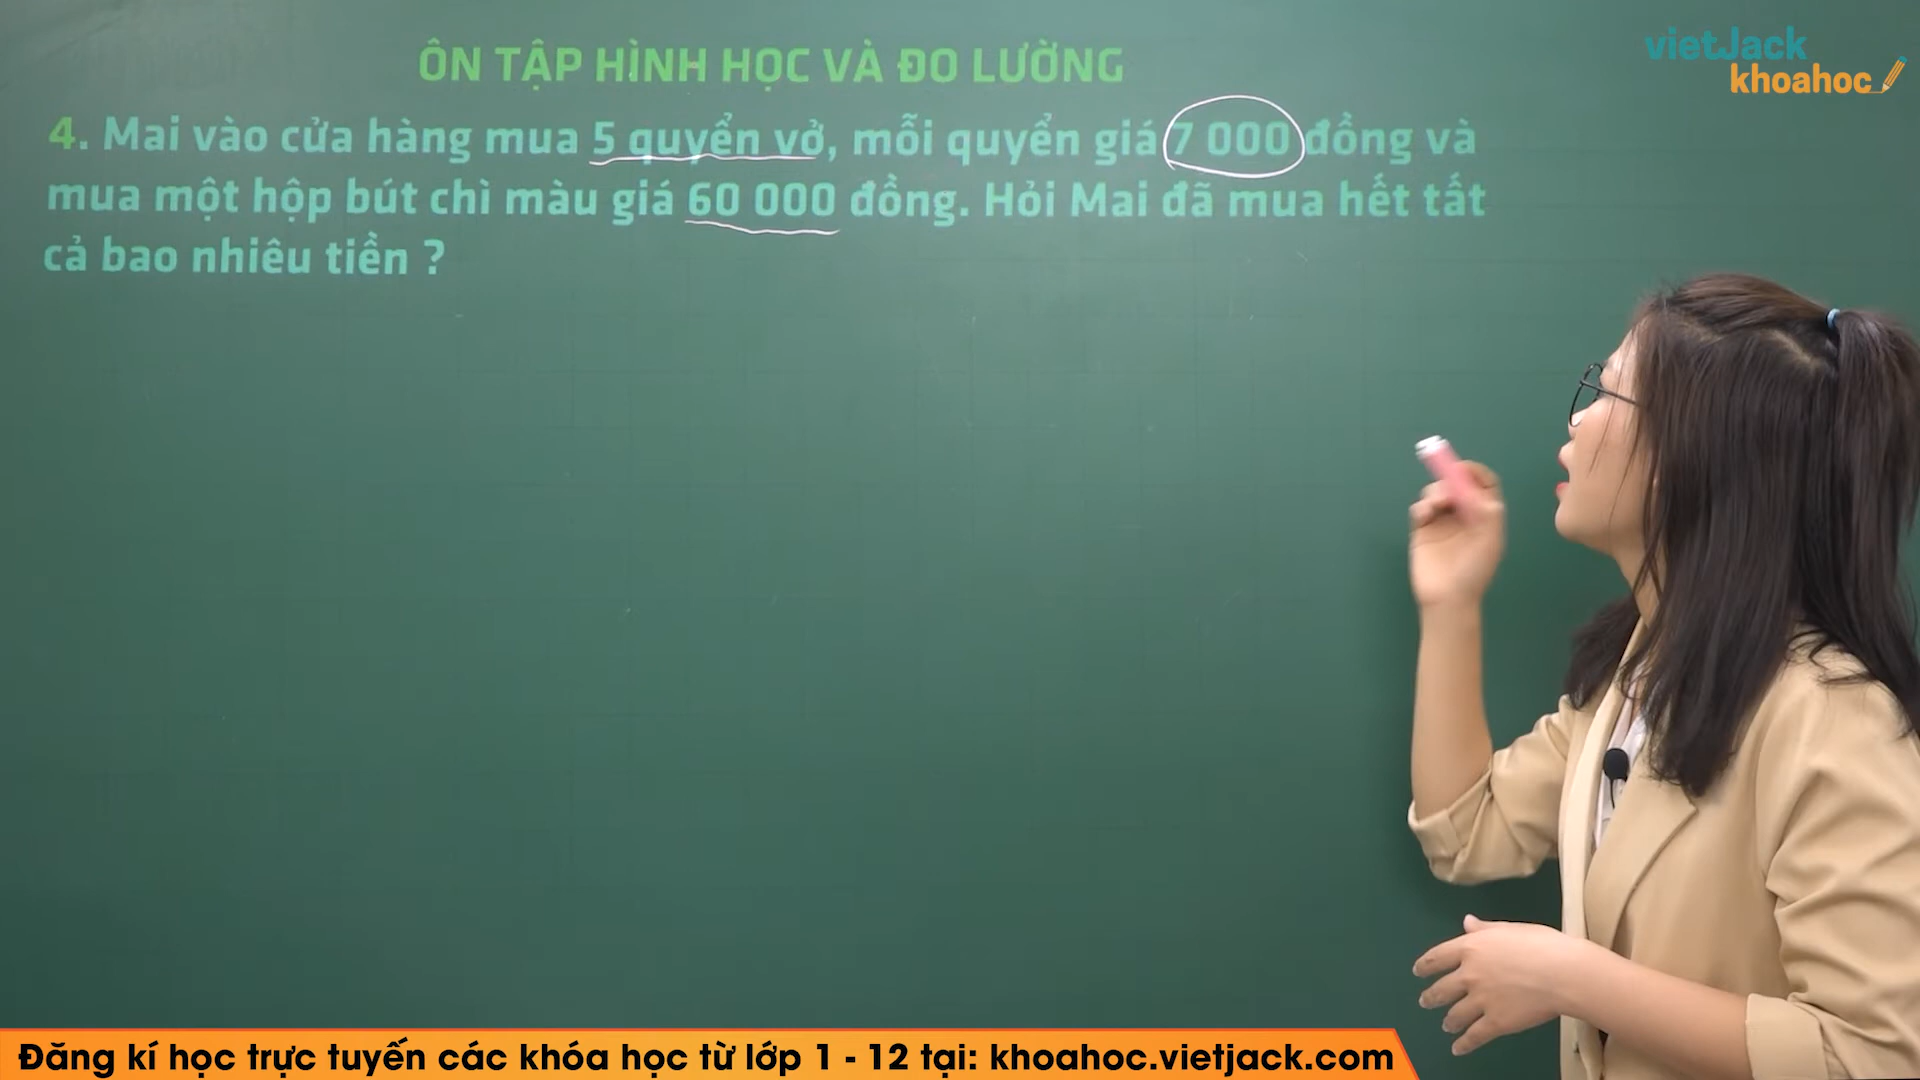 ÔN TẬP HÌNH HỌC VÀ ĐO LƯỜNG
vietJack
khoahoc
4. Mai vào cửa hàng mua 5 quyển vở, mỗi quyển giá 7 000 đồng và
mua một hộp bút chì màu giá 60 000 đồng. Hỏi Mai đã mua hết tất
cả bao nhiêu tiền ?
Đăng kí học trực tuyến các khóa học từ lớp 1 - 12 tại: khoahoc.vietjack.com